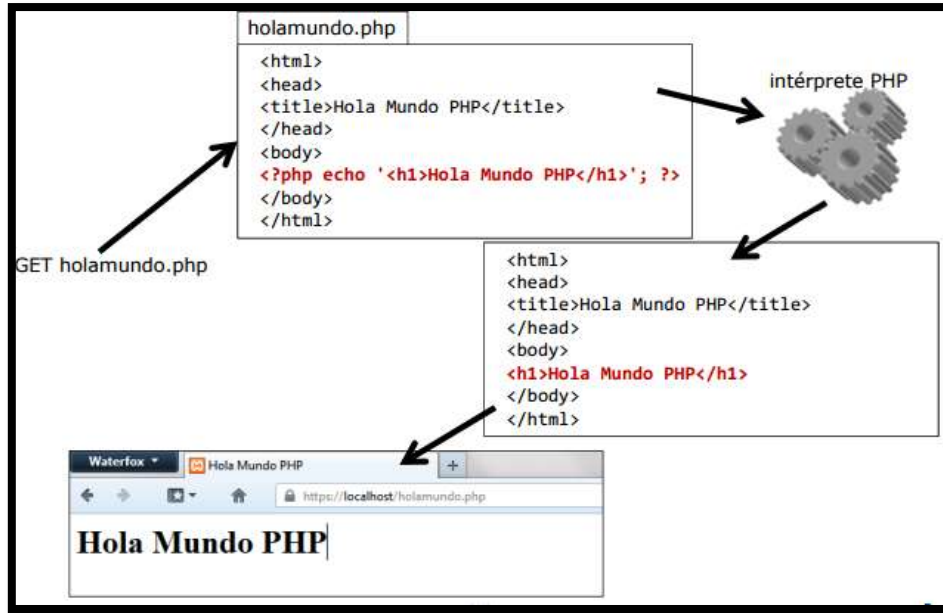 holamundo.php
<html>
<head>
<title>Hola Mundo PHP</title>
</head>
<body>
<?php echo '<h1>Hola Mundo PHP</h1>'; ?>
</body>
</html>
intérprete PHP
GET holamundo.php
<html>
<head>
<title>Hola Mundo PHP</title>
</head>
<body>
<h1>Hola Mundo PHP</h1>
</body>
</html>
Waterfox
Hola Mundo PHP
https://localhost/holamundo.php
Hola Mundo PHP